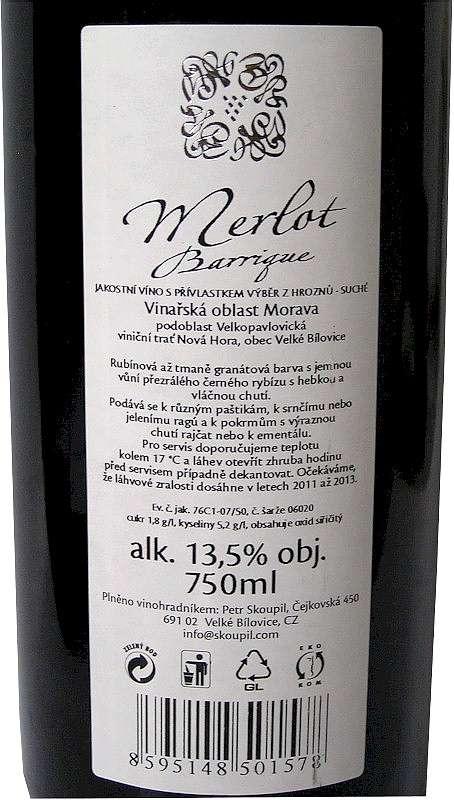 Merlot
Barrique
JAKOSTNÍ VÍNO S PŘÍVLASTKEM VÝBĚR Z HROZNŮ - SUCHÉ
Vinařská oblast Morava
podoblast Velkopavlovická
viniční trať Nová Hora, obec Velké Bílovice
Rubínová až tmaně granátová barva s jemnou
vůní přezrálého černého rybízu s hebkou a
vláčnou chutí.
Podává se k různým paštikám, k srnčímu nebo
jelenímu ragú a k pokrmům s výraznou
chutí rajčat nebo k ementálu.
Pro servis doporučujeme teplotu
kolem 17 °C a láhev otevřít zhruba hodinu
před servisem případně dekantovat. Očekáváme,
že láhvové zralosti dosáhne v letech 2011 až 2013.
Ev. č. jak. 76C1-07/50, č. šarže 06020
cukr 1,8 g/l, kyseliny 5,2 g/l, obsahuje oxid siřičitý
alk. 13,5% obj.
750ml
Plněno vinohradníkem: Petr Skoupil, Čejkovská 450
691 02 Velké Bílovice, CZ
info@skoupil.com
ZELENÝ BOD
GL
EKO
KOM
8 595148 501578